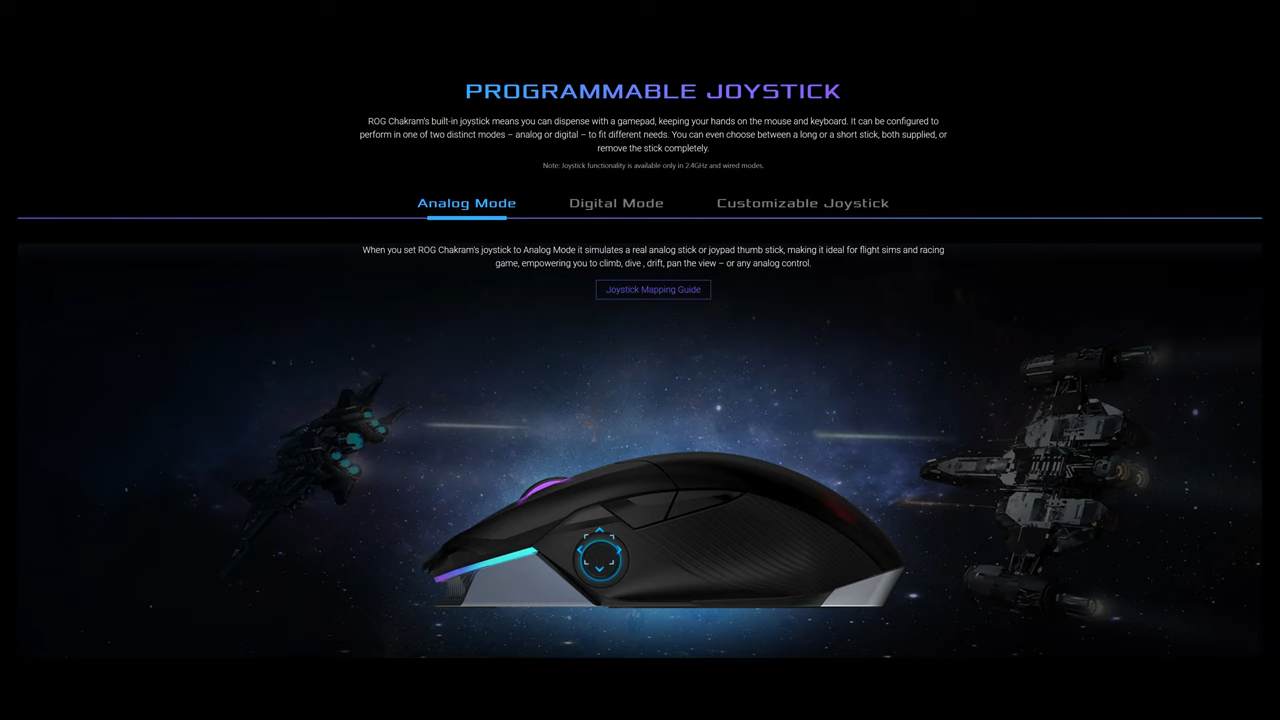 PROGRAMMABLE JOYSTICK
ROG Chakram's built-in joystick means you can dispense with a gamepad, keeping your hands on the mouse and keyboard. It can be configured to
perform in one of two distinct modes – analog or digital – to fit different needs. You can even choose between a long or a short stick, both supplied, or
remove the stick completely.
Note: Joystick functionality is available only in 2.4GHz and wired modes.
Analog Mode Digital Mode Customizable Joystick
When you set ROG Chakram's joystick to Analog Mode it simulates a real analog stick or joypad thumb stick, making it ideal for flight sims and racing
game, empowering you to climb, dive , drift, pan the view – or any analog control.
Joystick Mapping Guide